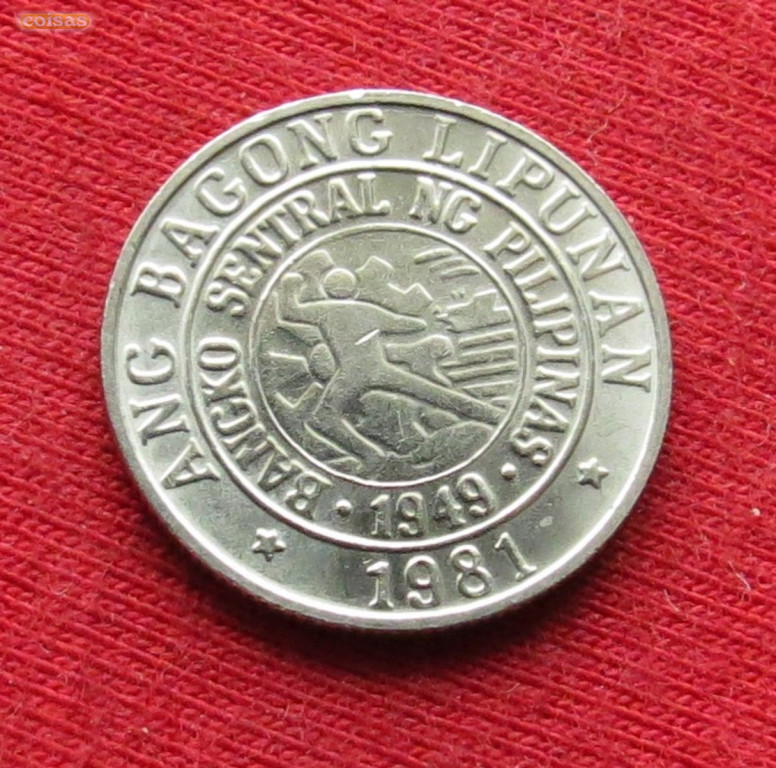 coisas
ANG BAGONG LIPUNAN
BANGKO SENTRAL NG PILIPINAS
· 1949 ·
1981